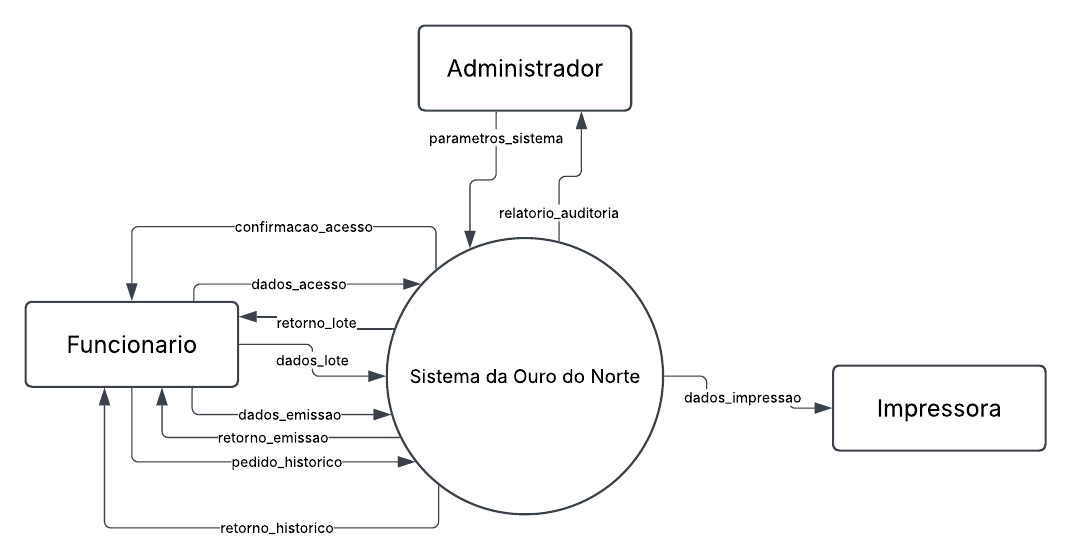 Administrador
parametros_sistema
relatorio_auditoria
confirmacao_acesso
dados_acesso
retorno_lote
Funcionario
dados_lote
Sistema da Ouro do Norte
dados_impressao
Impressora
dados_emissao
retorno_emissao
pedido_historico
retorno_historico